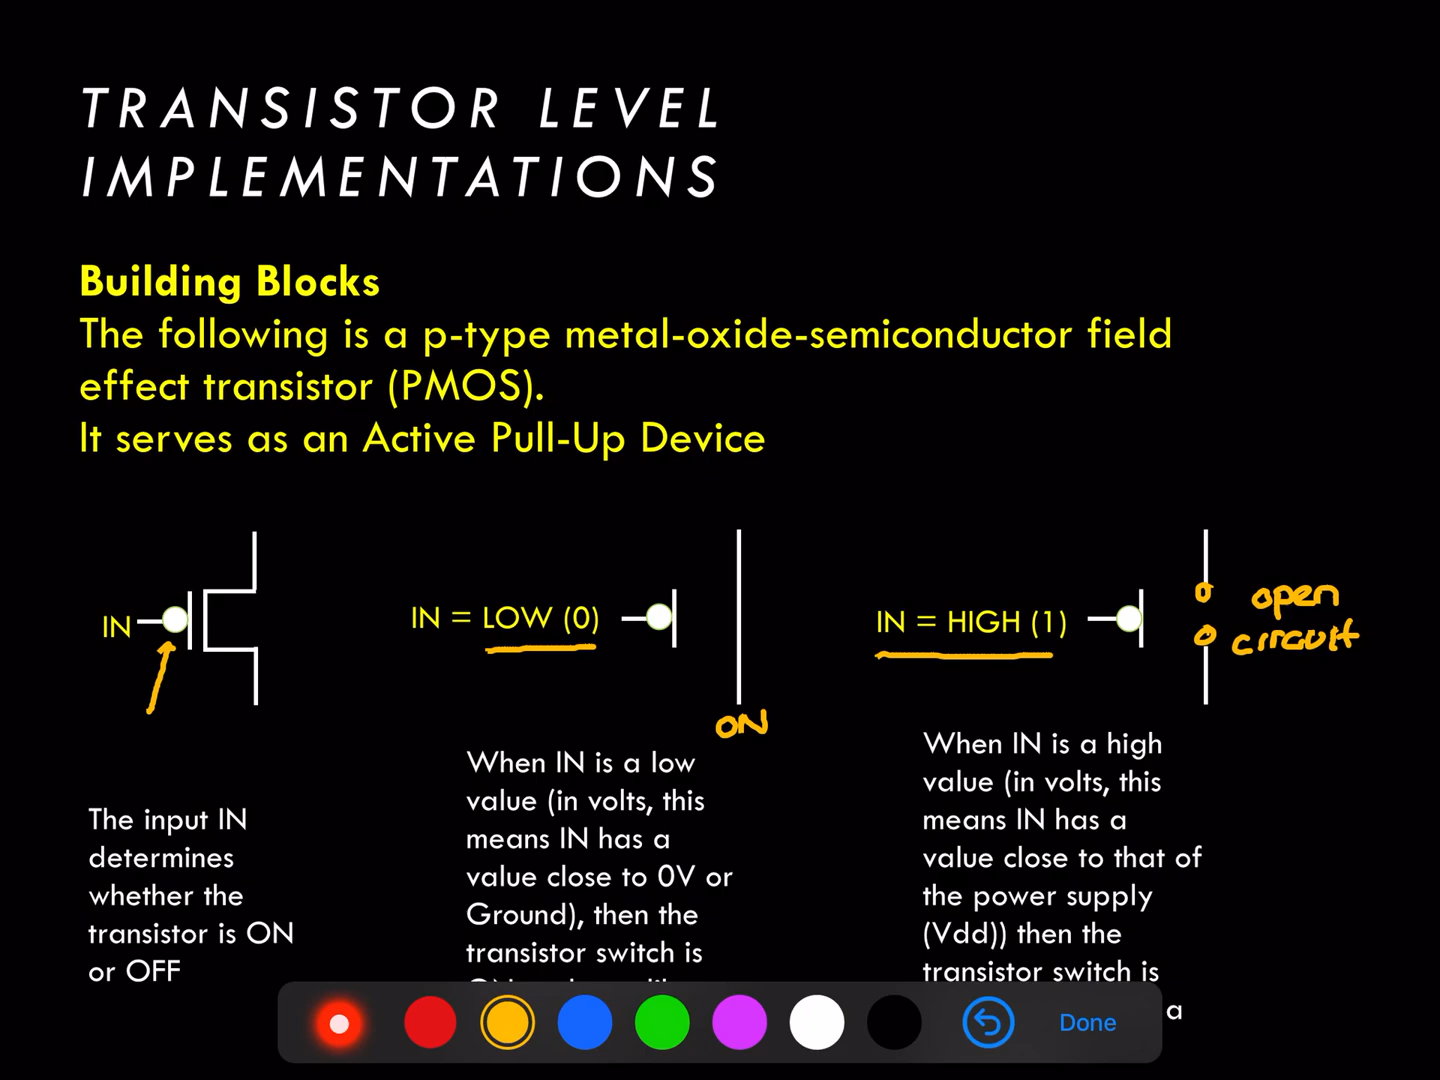 TRANSISTOR LEVEL
IMPLEMENTATIONS
Building Blocks
The following is a p-type metal-oxide-semiconductor field
effect transistor (PMOS).
It serves as an Active Pull-Up Device
IN
IN = LOW (0)
ON
IN = HIGH (1)
open
circuit
The input IN
determines
whether the
transistor is ON
or OFF
When IN is a low
value (in volts, this
means IN has a
value close to 0V or
Ground), then the
transistor switch is
When IN is a high
value (in volts, this
means IN has a
value close to that of
the power supply
(Vdd)) then the
transistor switch is
a
Done